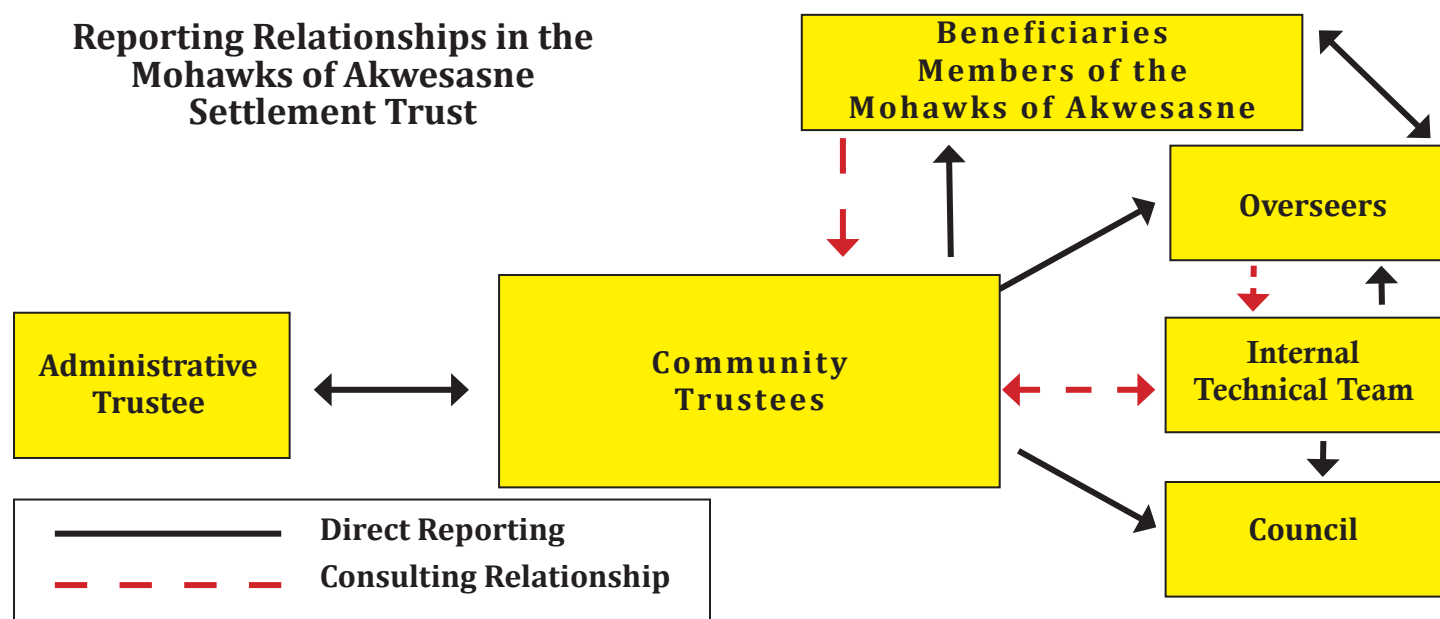 Reporting Relationships in the
Mohawks of Akwesasne
Settlement Trust
Beneficiaries
Members of the
Mohawks of Akwesasne
Overseers
Administrative
Trustee
Community
Trustees
Internal
Technical Team
Council
Direct Reporting
Consulting Relationship